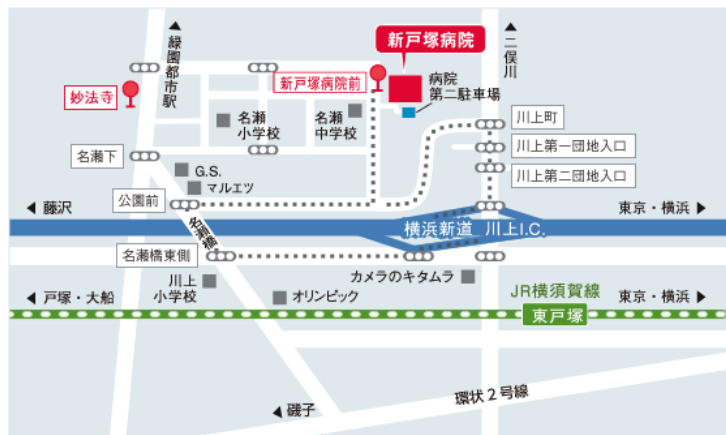 ▲緑園都市駅
新戸塚病院
▲二俣川
妙法寺
新戸塚病院前
病院
第二駐車場
名瀬
小学校
名瀬
中学校
川上町
川上第一団地入口
川上第二団地入口
名瀬下
G.S.
マルエツ
公園前
◀ 藤沢
名瀬橋
横浜新道 川上I.C.
東京・横浜 ▶
名瀬橋東側
川上
小学校
カメラのキタムラ
オリンピック
◀ 戸塚・大船
JR横須賀線
東京・横浜 ▶
東戸塚
環状2号線
◀ 磯子